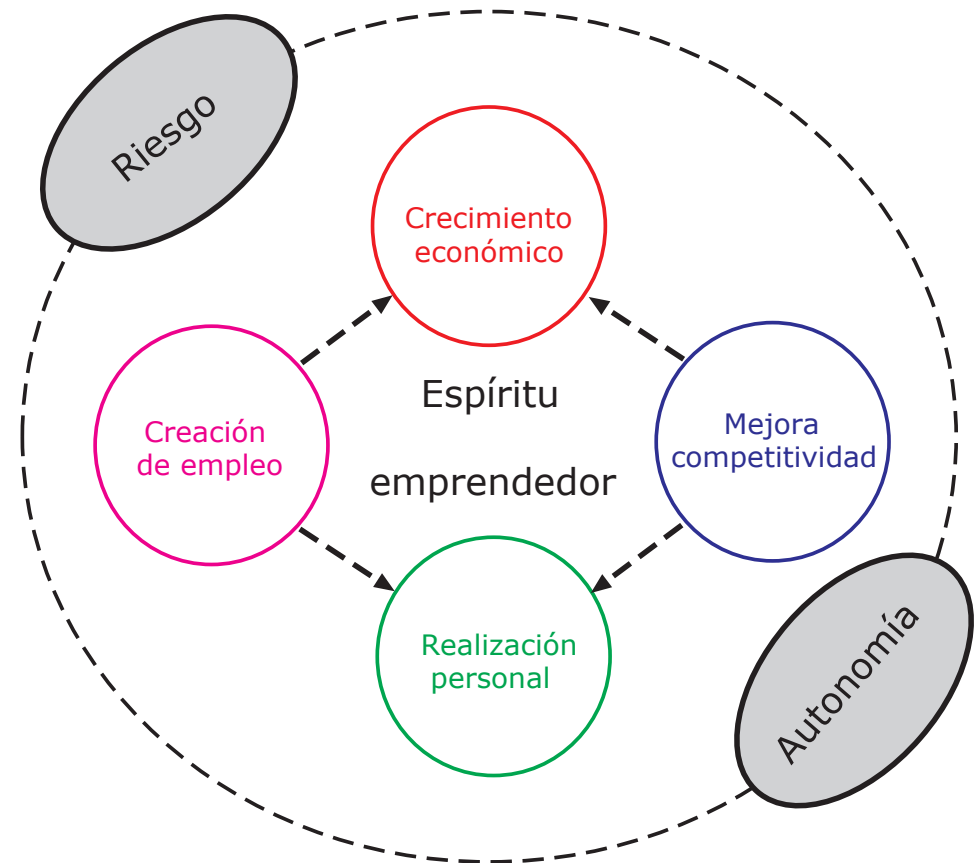 Riesgo
Crecimiento
económico
Espíritu
emprendedor
Creación
de empleo
Mejora
competitividad
Realización
personal
Autonomía